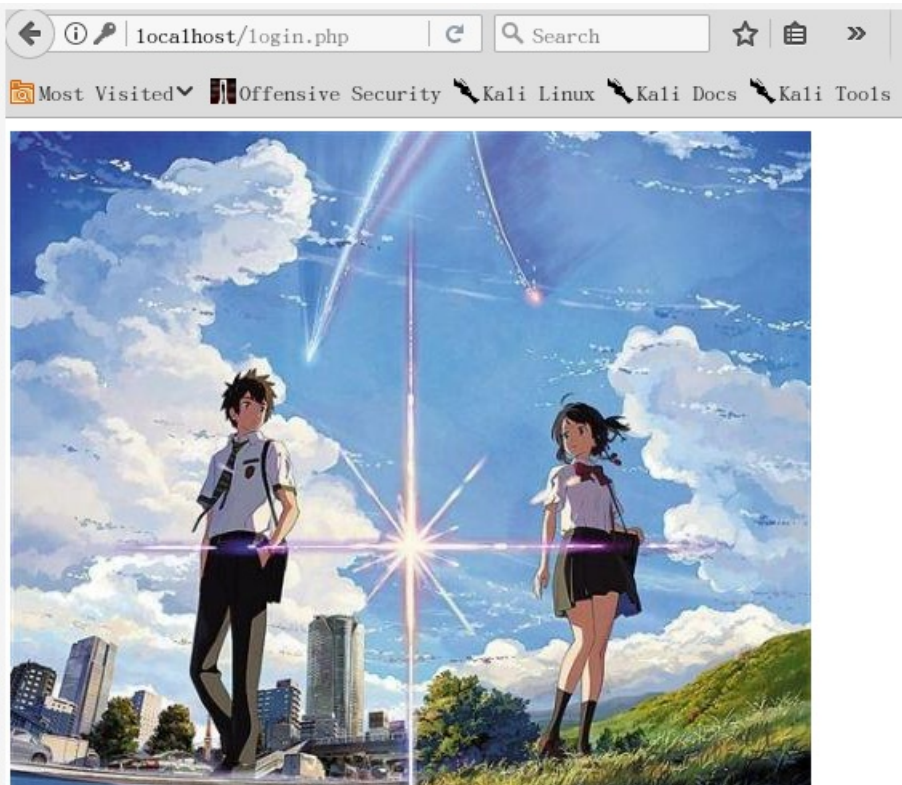 localhost/login.php
Search
Most Visited Offensive Security Kali Linux Kali Docs Kali Tools